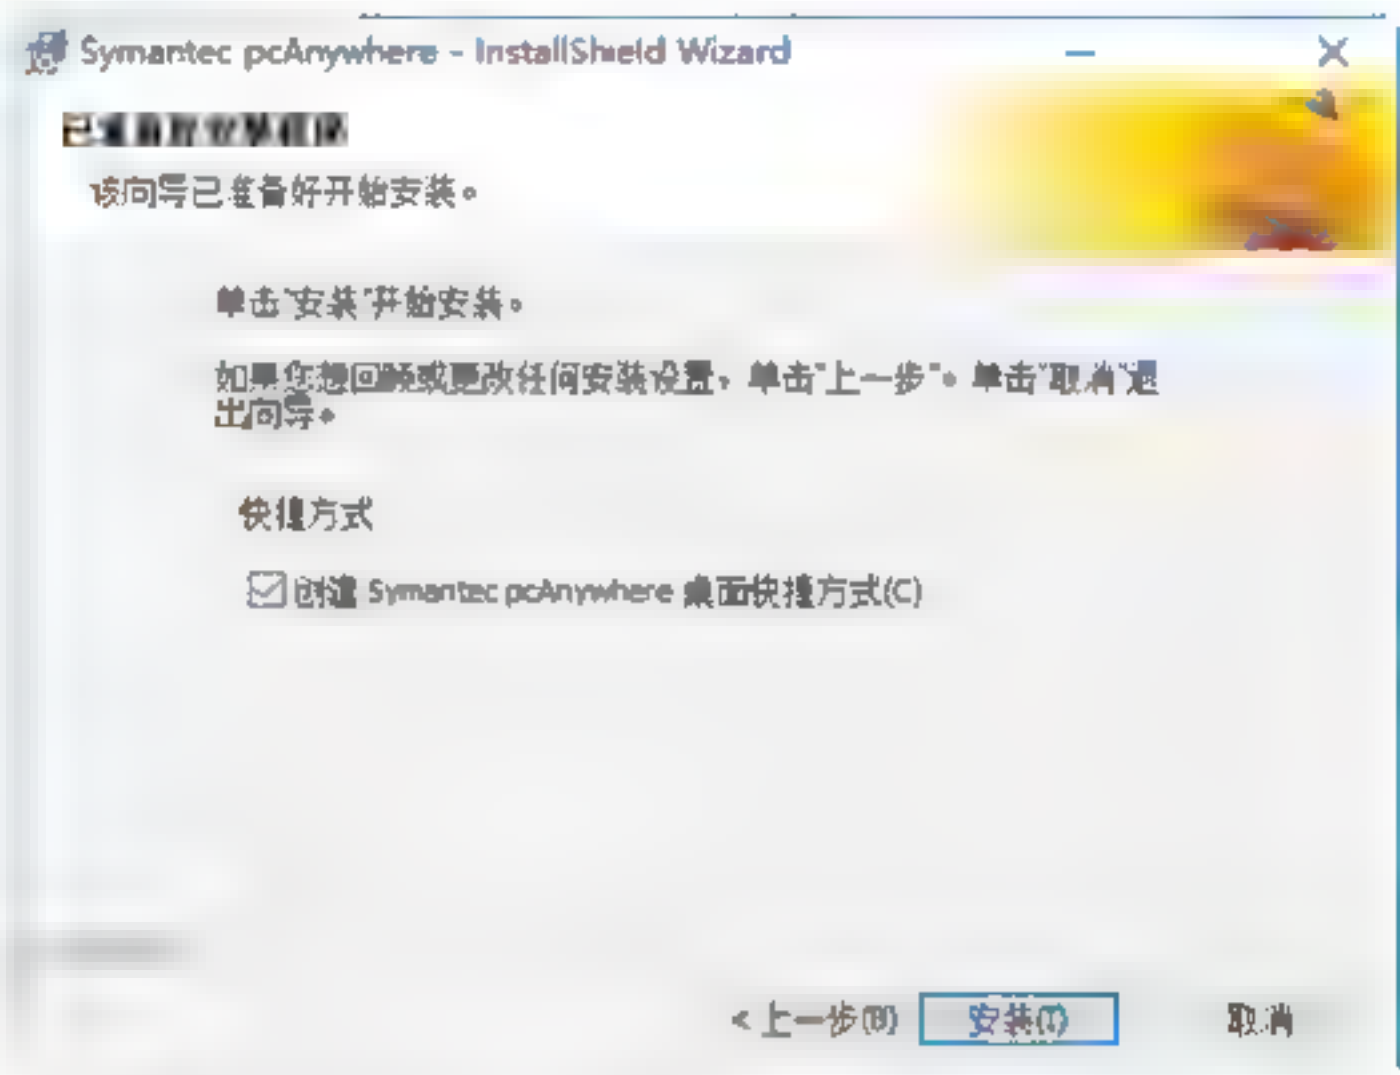 Symantec pcAnywhere - InstallShield Wizard
该向导已准备好开始安装。
单击"安装"开始安装。
如果您想回顾或更改任何安装设置，单击"上一步"。单击"取消"退
出向导。
快捷方式
创建 Symantec pcAnywhere 桌面快捷方式(C)
< 上一步(B)
安装(I)
取消